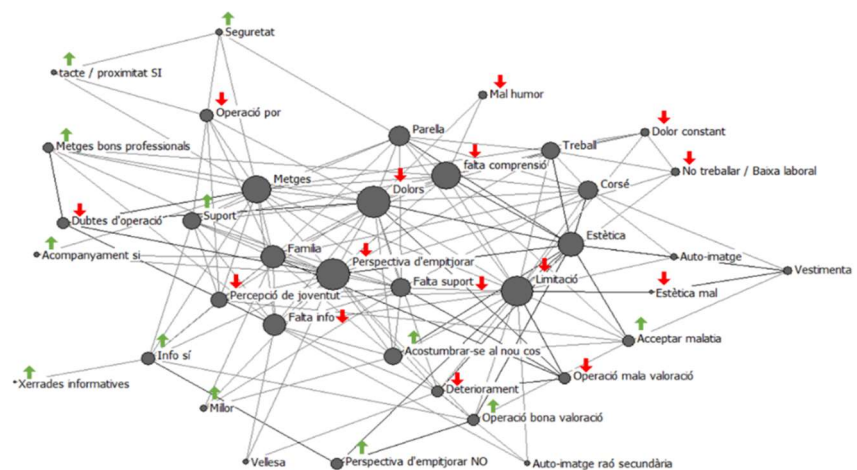 Seguretat
tacte / proximitat SI
Mal humor
Operació por
Parella
Dolor constant
Metges bons professionals
Treball
falta comprensió
No treballar / Baixa laboral
Metges
Dolors
Corsé
Dubtes d'operació
Suport
Estètica
Acompanyament si
Familia
Perspectiva d'empitjorar
Auto-imatge
Vestimenta
Falta suport
Limitació
Estètica mal
Percepció de joventut
Falta info
Acceptar malatia
Info sí
Acostumbrar-se al nou cos
Xerrades informatives
Operació mala valoració
Deteriorament
Millor
Operació bona valoració
Vellesa
Perspectiva d'empitjorar NO
Auto-imatge raó secundària